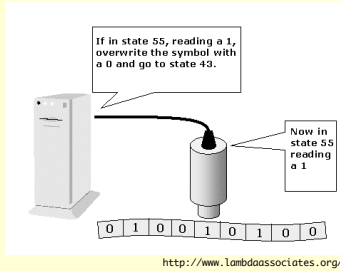 If in state 55, reading a 1,
overwrite the symbol with
a 0 and go to state 43.
Now in
state 55
reading
a 1
0 1 0 0 1 0 1 0 0
http://www.lambdaassociates.org/